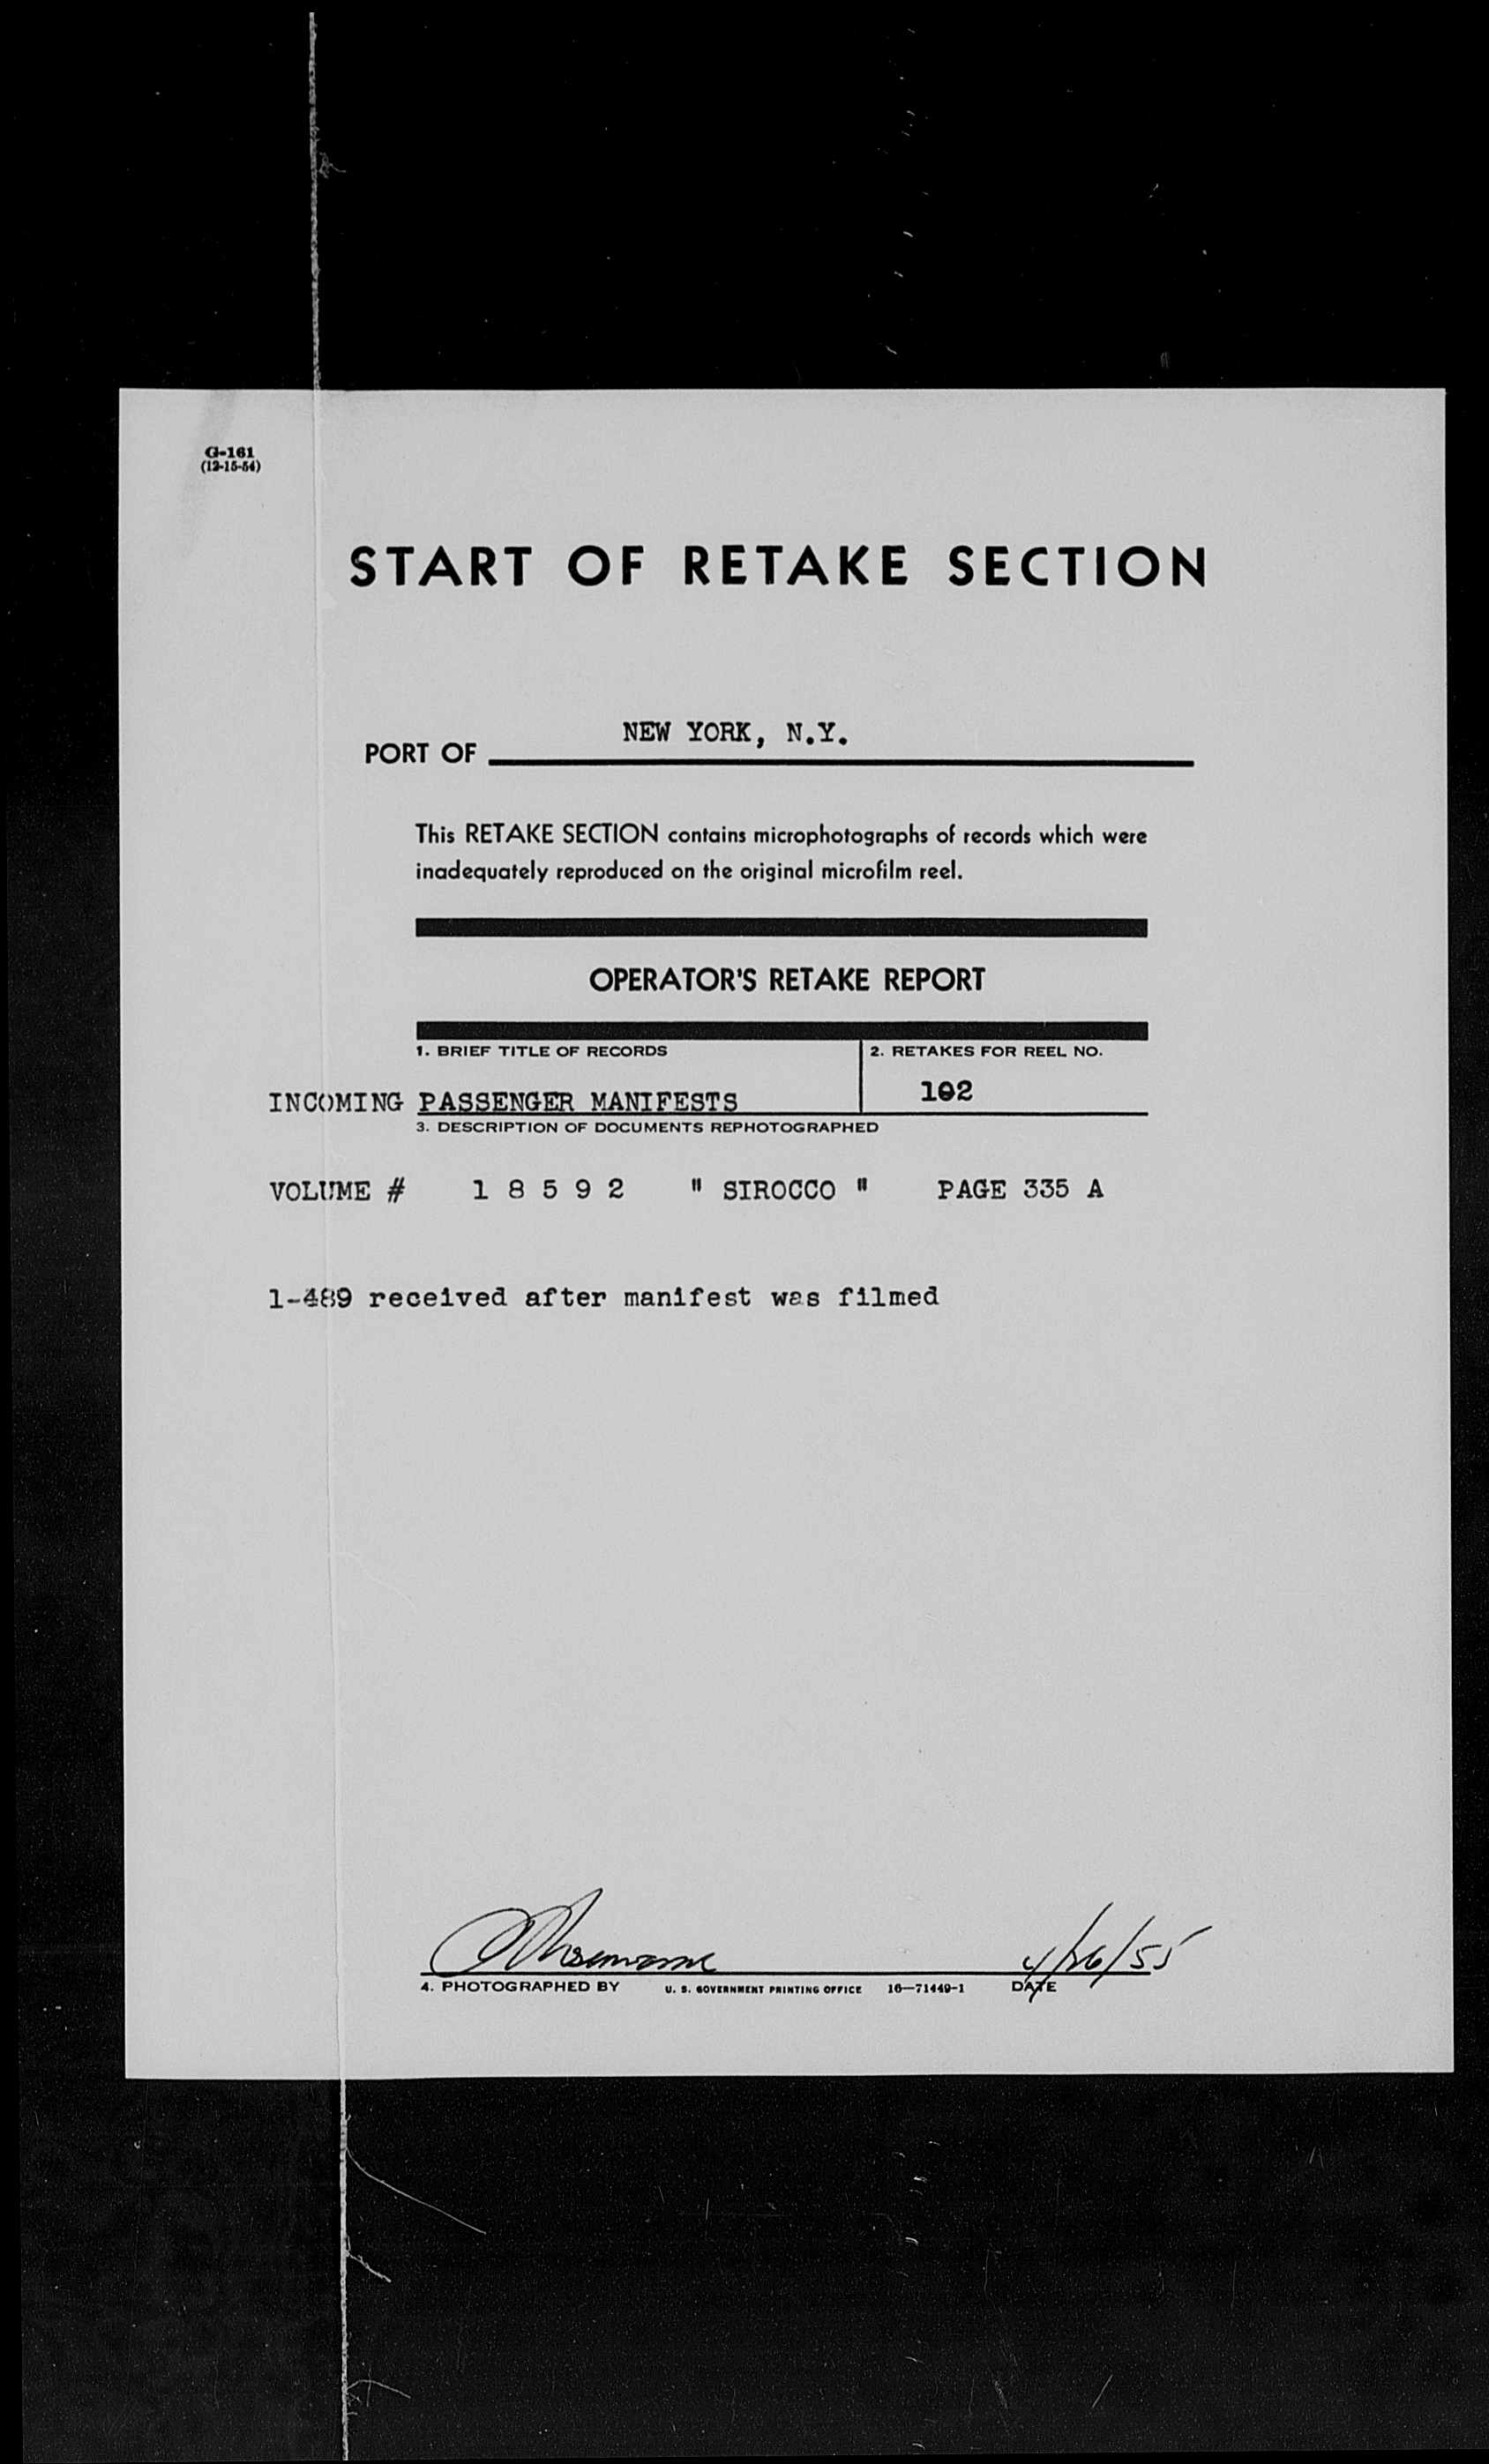 G-161
(12-15-54)
START OF RETAKE SECTION
NEW YORK, N.Y.
PORT OF
This RETAKE SECTION contains microphotographs of records which were
inadequately reproduced on the original microfilm reel.
OPERATOR'S RETAKE REPORT
1. BRIEF TITLE OF RECORDS
2. RETAKES FOR REEL NO.
INCOMING PASSENGER MANIFESTS
102
3. DESCRIPTION OF DOCUMENTS REPHOTOGRAPHED
VOLUME # 1 8 5 9 2 " SIROCCO " PAGE 335 A
1-489 received after manifest was filmed
4/26/55
4. PHOTOGRAPHED BY U. S. GOVERNMENT PRINTING OFFICE 16—71449-1 DATE